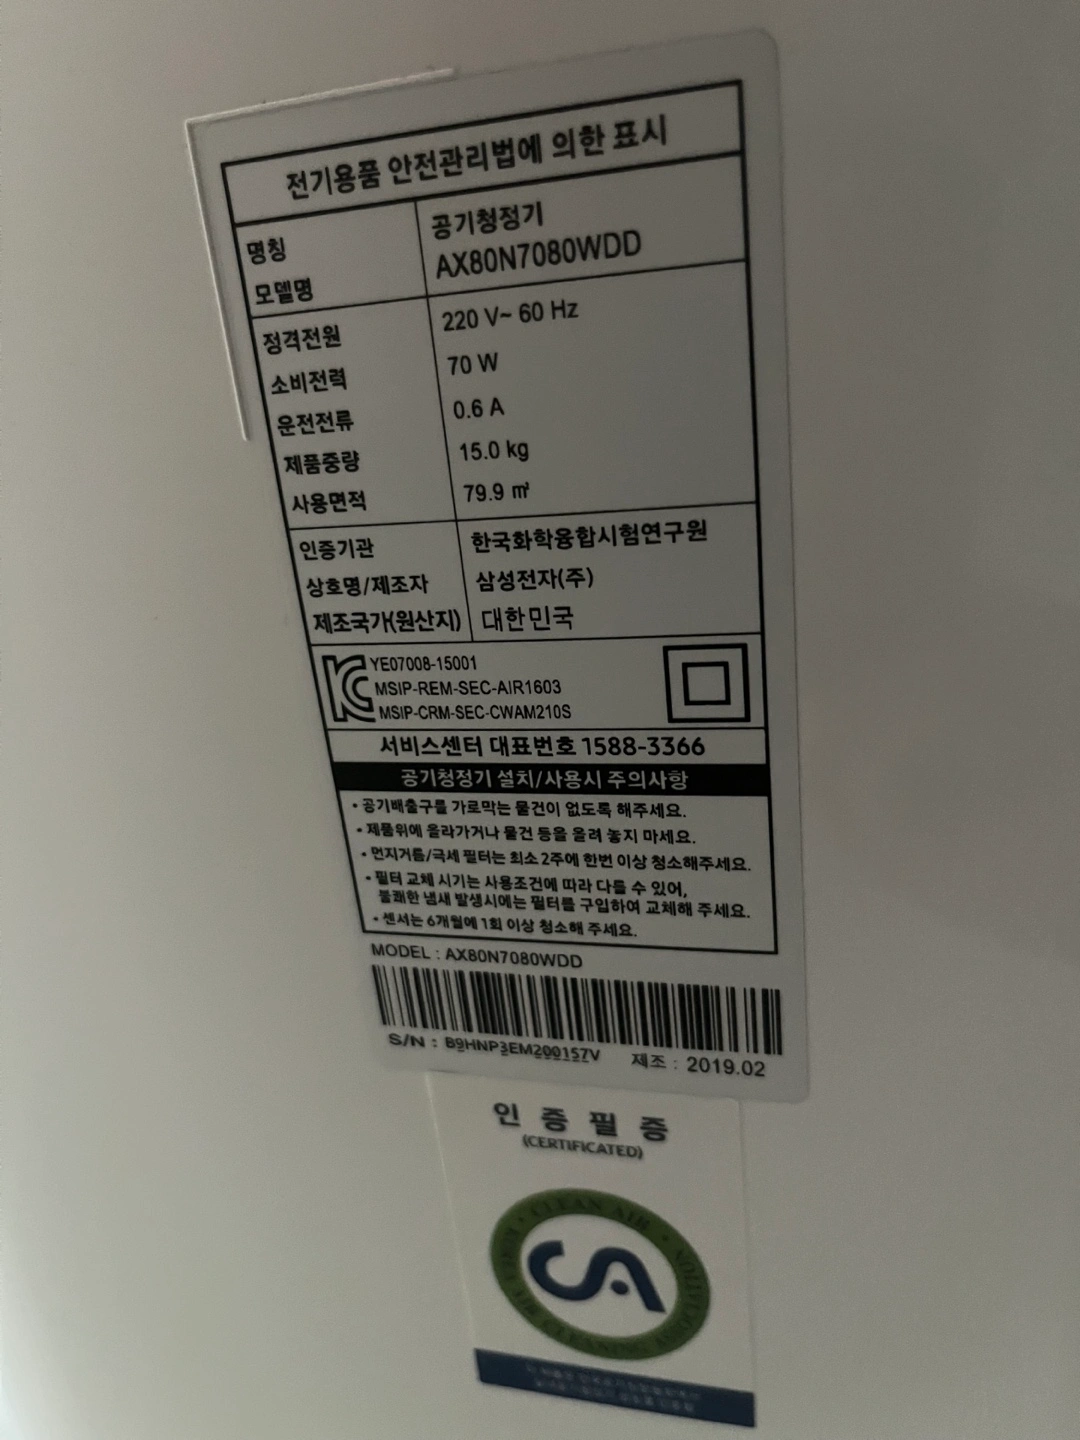 전기용품 안전관리법에 의한 표시
명칭 공기청정기
모델명 AX80N7080WDD
정격전원 220 V~ 60 Hz
소비전력 70 W
운전전류 0.6 A
제품중량 15.0 kg
사용면적 79.9 ㎡
인증기관 한국화학융합시험연구원
상호명/제조자 삼성전자(주)
제조국가(원산지) 대한민국
YE07008-15001
MSIP-REM-SEC-AIR1603
MSIP-CRM-SEC-CWAM210S
서비스센터 대표번호 1588-3366
공기청정기 설치/사용시 주의사항
• 공기배출구를 가로막는 물건이 없도록 해주세요.
• 제품위에 올라가거나 물건 등을 올려 놓지 마세요.
• 먼지거름/극세 필터는 최소 2주에 한번 이상 청소해주세요.
• 필터 교체 시기는 사용조건에 따라 다를 수 있어,
불쾌한 냄새 발생시에는 필터를 구입하여 교체해 주세요.
• 센서는 6개월에 1회 이상 청소해 주세요.
MODEL : AX80N7080WDD
S/N : B9HNP3EM200157V 제조 : 2019.02
인증필증
(CERTIFICATED)
CLEAN AIR
CA